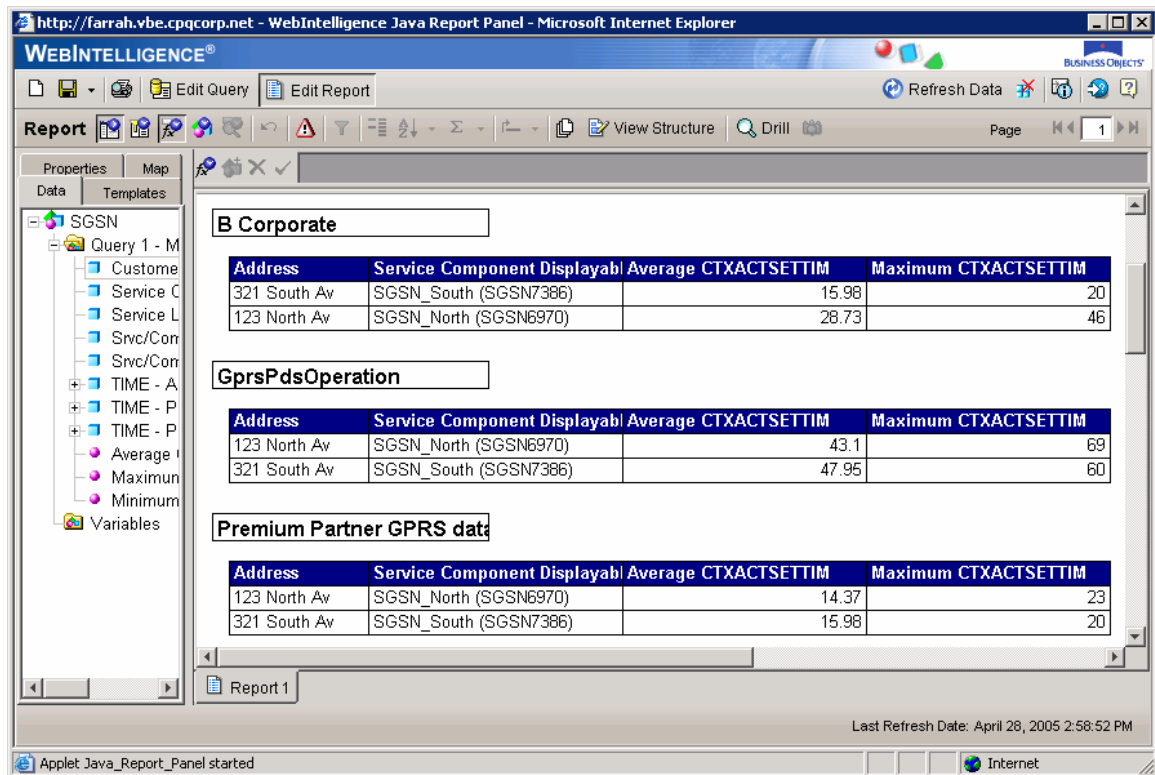 http://farrah.vbe.cpqcorp.net - WebIntelligence Java Report Panel - Microsoft Internet Explorer
WEBINTELLIGENCE®
BUSINESS OBJECTS
Edit Query Edit Report Refresh Data
Report View Structure Drill Page 1
Properties Map
Data Templates
SGSN
Query 1 - M
Custome
Service C
Service L
Srvc/Com
Srvc/Com
TIME - A
TIME - P
TIME - P
Average
Maximun
Minimum
Variables
B Corporate
Address Service Component Displayabl Average CTXACTSETTIM Maximum CTXACTSETTIM
321 South Av SGSN_South (SGSN7386) 15.98 20
123 North Av SGSN_North (SGSN6970) 28.73 46
GprsPdsOperation
Address Service Component Displayabl Average CTXACTSETTIM Maximum CTXACTSETTIM
123 North Av SGSN_North (SGSN6970) 43.1 69
321 South Av SGSN_South (SGSN7386) 47.95 60
Premium Partner GPRS data
Address Service Component Displayabl Average CTXACTSETTIM Maximum CTXACTSETTIM
123 North Av SGSN_North (SGSN6970) 14.37 23
321 South Av SGSN_South (SGSN7386) 15.98 20
Report 1
Last Refresh Date: April 28, 2005 2:58:52 PM
Applet Java_Report_Panel started Internet